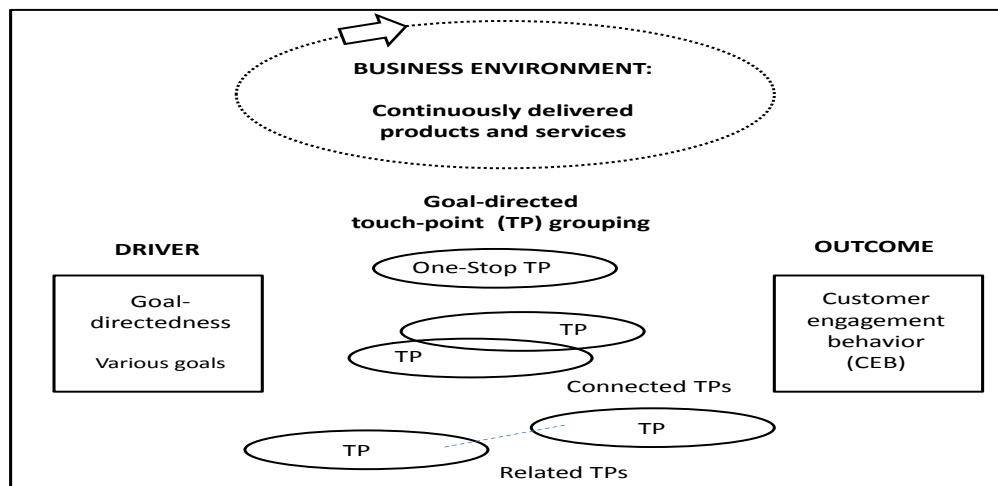 BUSINESS ENVIRONMENT:
Continuously delivered
products and services
Goal-directed
touch-point (TP) grouping
DRIVER
Goal-
directedness
Various goals
One-Stop TP
TP
TP
Connected TPs
TP
TP
Related TPs
OUTCOME
Customer
engagement
behavior
(CEB)